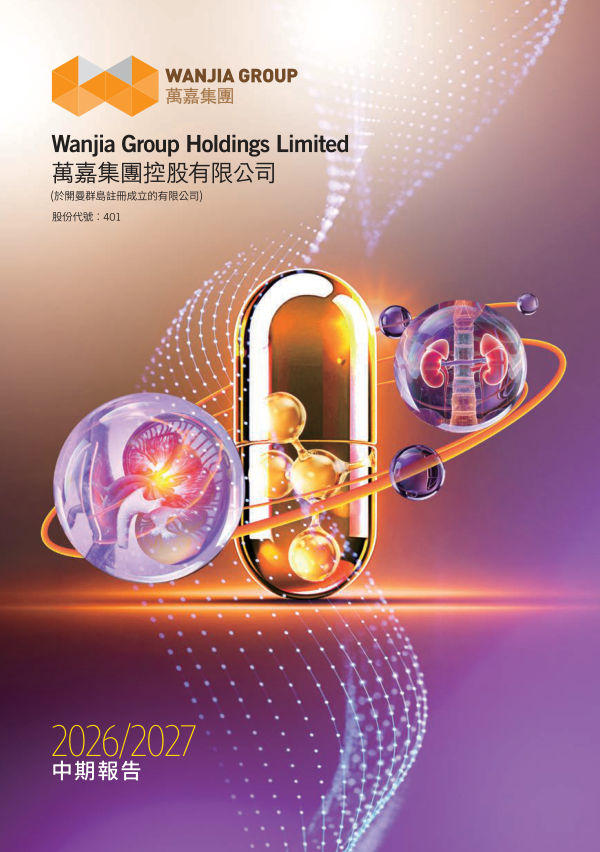 WANJIA GROUP
萬嘉集團
Wanjia Group Holdings Limited
萬嘉集團控股有限公司
(於開曼群島註冊成立的有限公司)
股份代號：401
2026/2027
中期報告